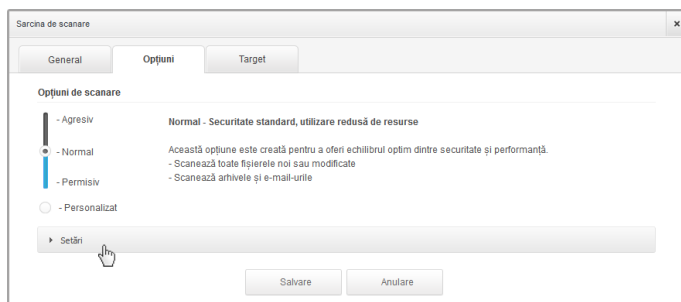 Sarcina de scanare x
General Opțiuni Target
Opțiuni de scanare
- Agresiv
Normal - Securitate standard, utilizare redusă de resurse
- Normal
Această opțiune este creată pentru a oferi echilibrul optim dintre securitate și performanță.
- Scanează toate fișierele noi sau modificate
- Scanează arhivele și e-mail-urile
- Permisiv
- Personalizat
Setări
Salvare Anulare